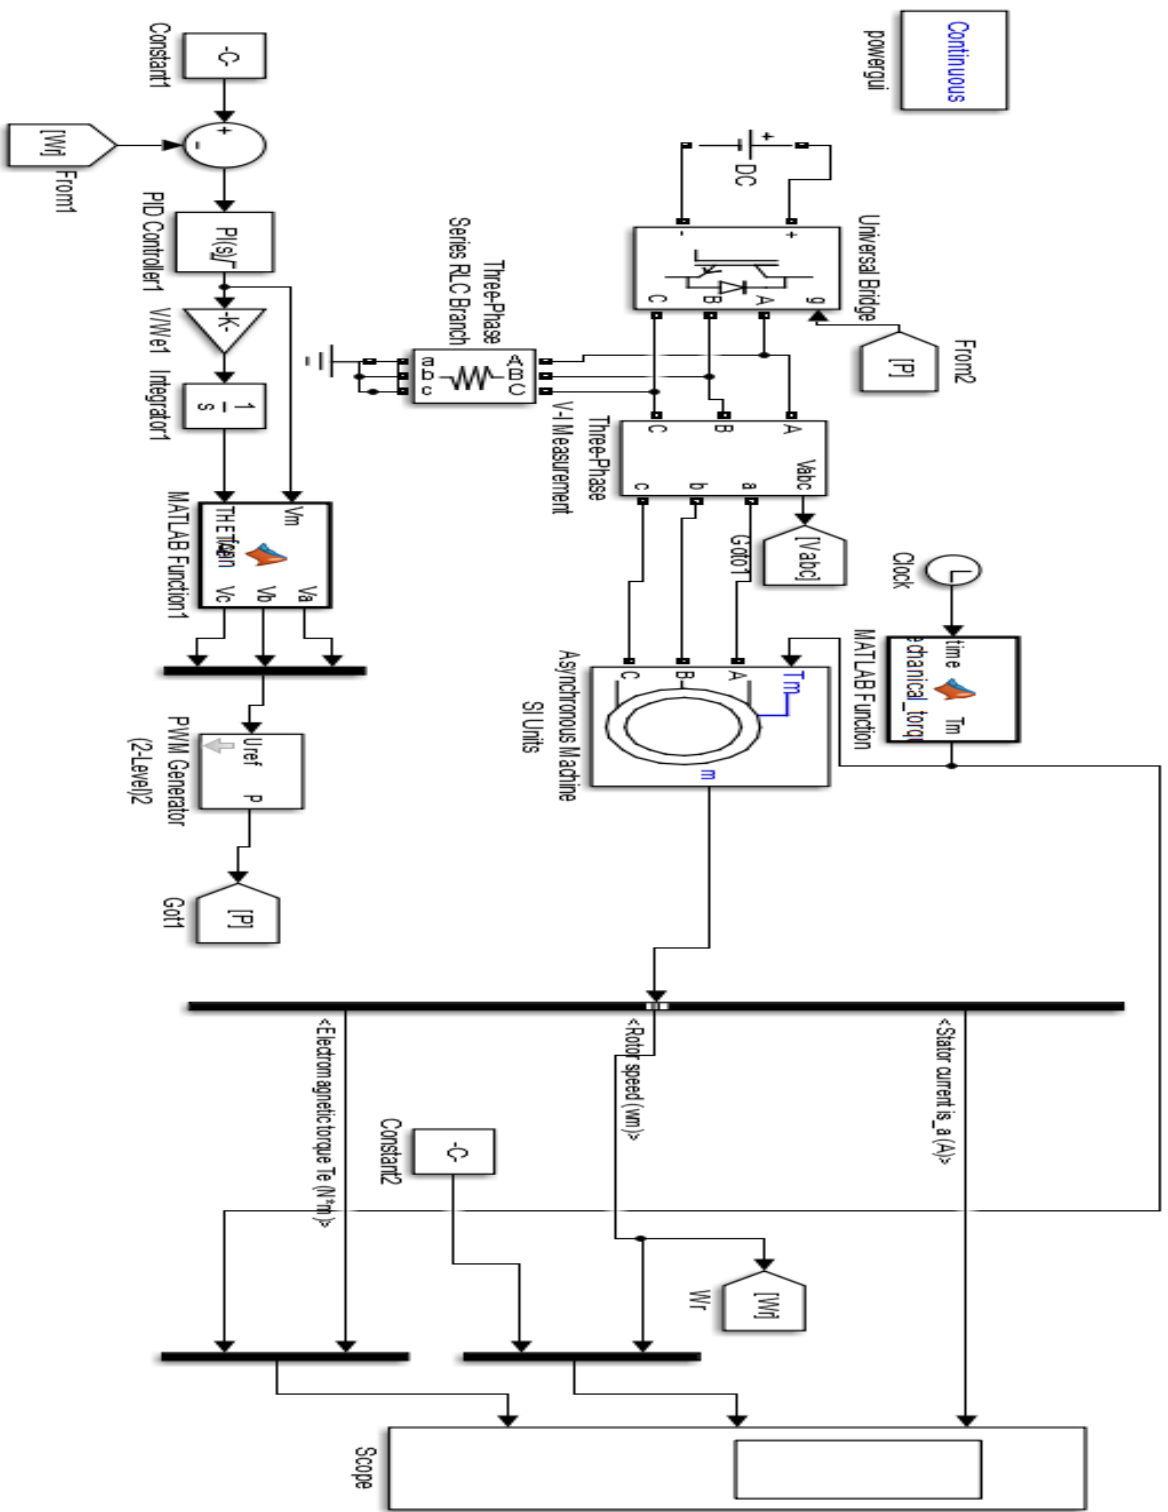 Continuous
powergui
DC
+
Universal Bridge
+
-
g
A
B
C
[P]
From2
Three-Phase
Series RLC Branch
A
B
C
Vabc
A
B
C
a
b
c
Three-Phase
V-I Measurement
[Vabc]
Goto1
Clock
time
Tm
MATLAB Function
Tm
A
B
C
m
Asynchronous Machine
SI Units
<Stator current is_a (A)>
<Rotor speed (wm)>
<Electromagnetic torque Te (N*m)>
[Wr]
Wr
-C-
Constant2
Scope
-C-
Constant1
+
-
[Wr]
From1
PI(s)
PID Controller1
-K-
V/We1
1
s
Integrator1
Vm
Va
Vb
Vc
MATLAB Function1
Uref
P
PWM Generator
(2-Level)2
[P]
Got1